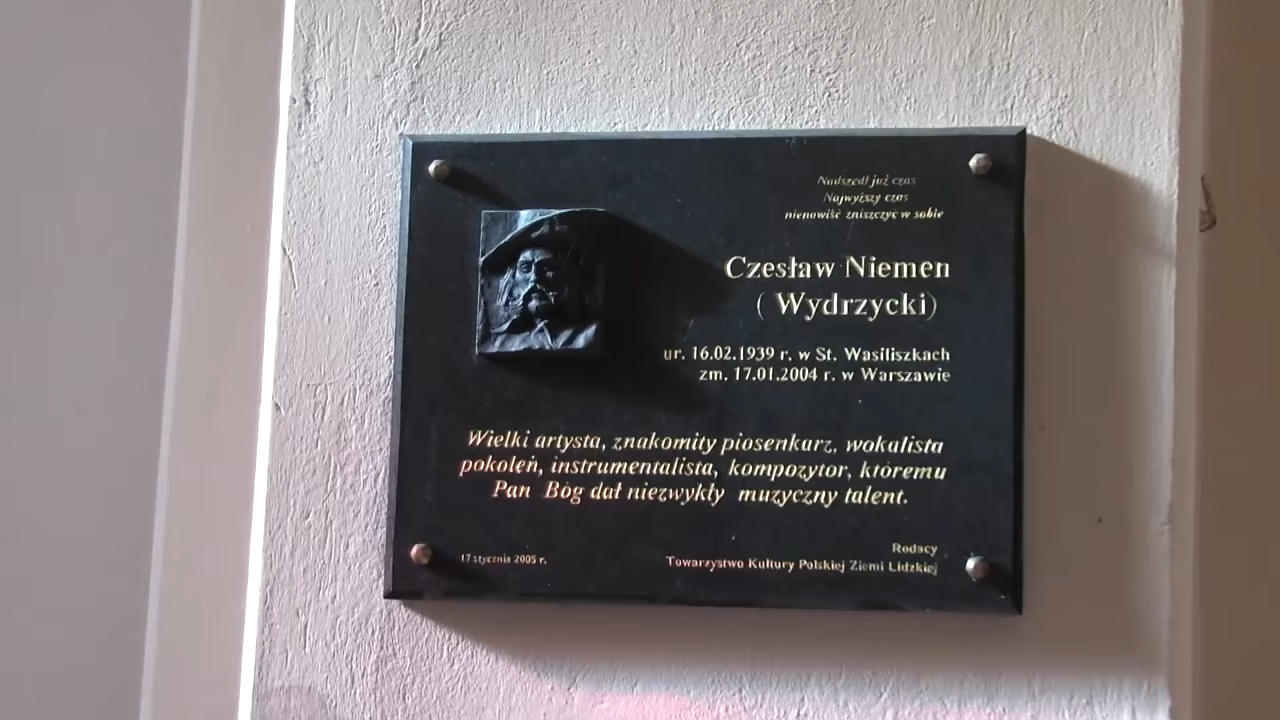 Nadszedł już czas
Najwyższy czas
nienawiść zniszczyć w sobie
Czesław Niemen
( Wydrzycki)
ur. 16.02.1939 r. w St. Wasiliszkach
zm. 17.01.2004 r. w Warszawie
Wielki artysta, znakomity piosenkarz, wokalista
pokoleń, instrumentalista, kompozytor, któremu
Pan Bóg dał niezwykły muzyczny talent.
Rodacy
17 stycznia 2005 r. Towarzystwo Kultury Polskiej Ziemi Lidzkiej